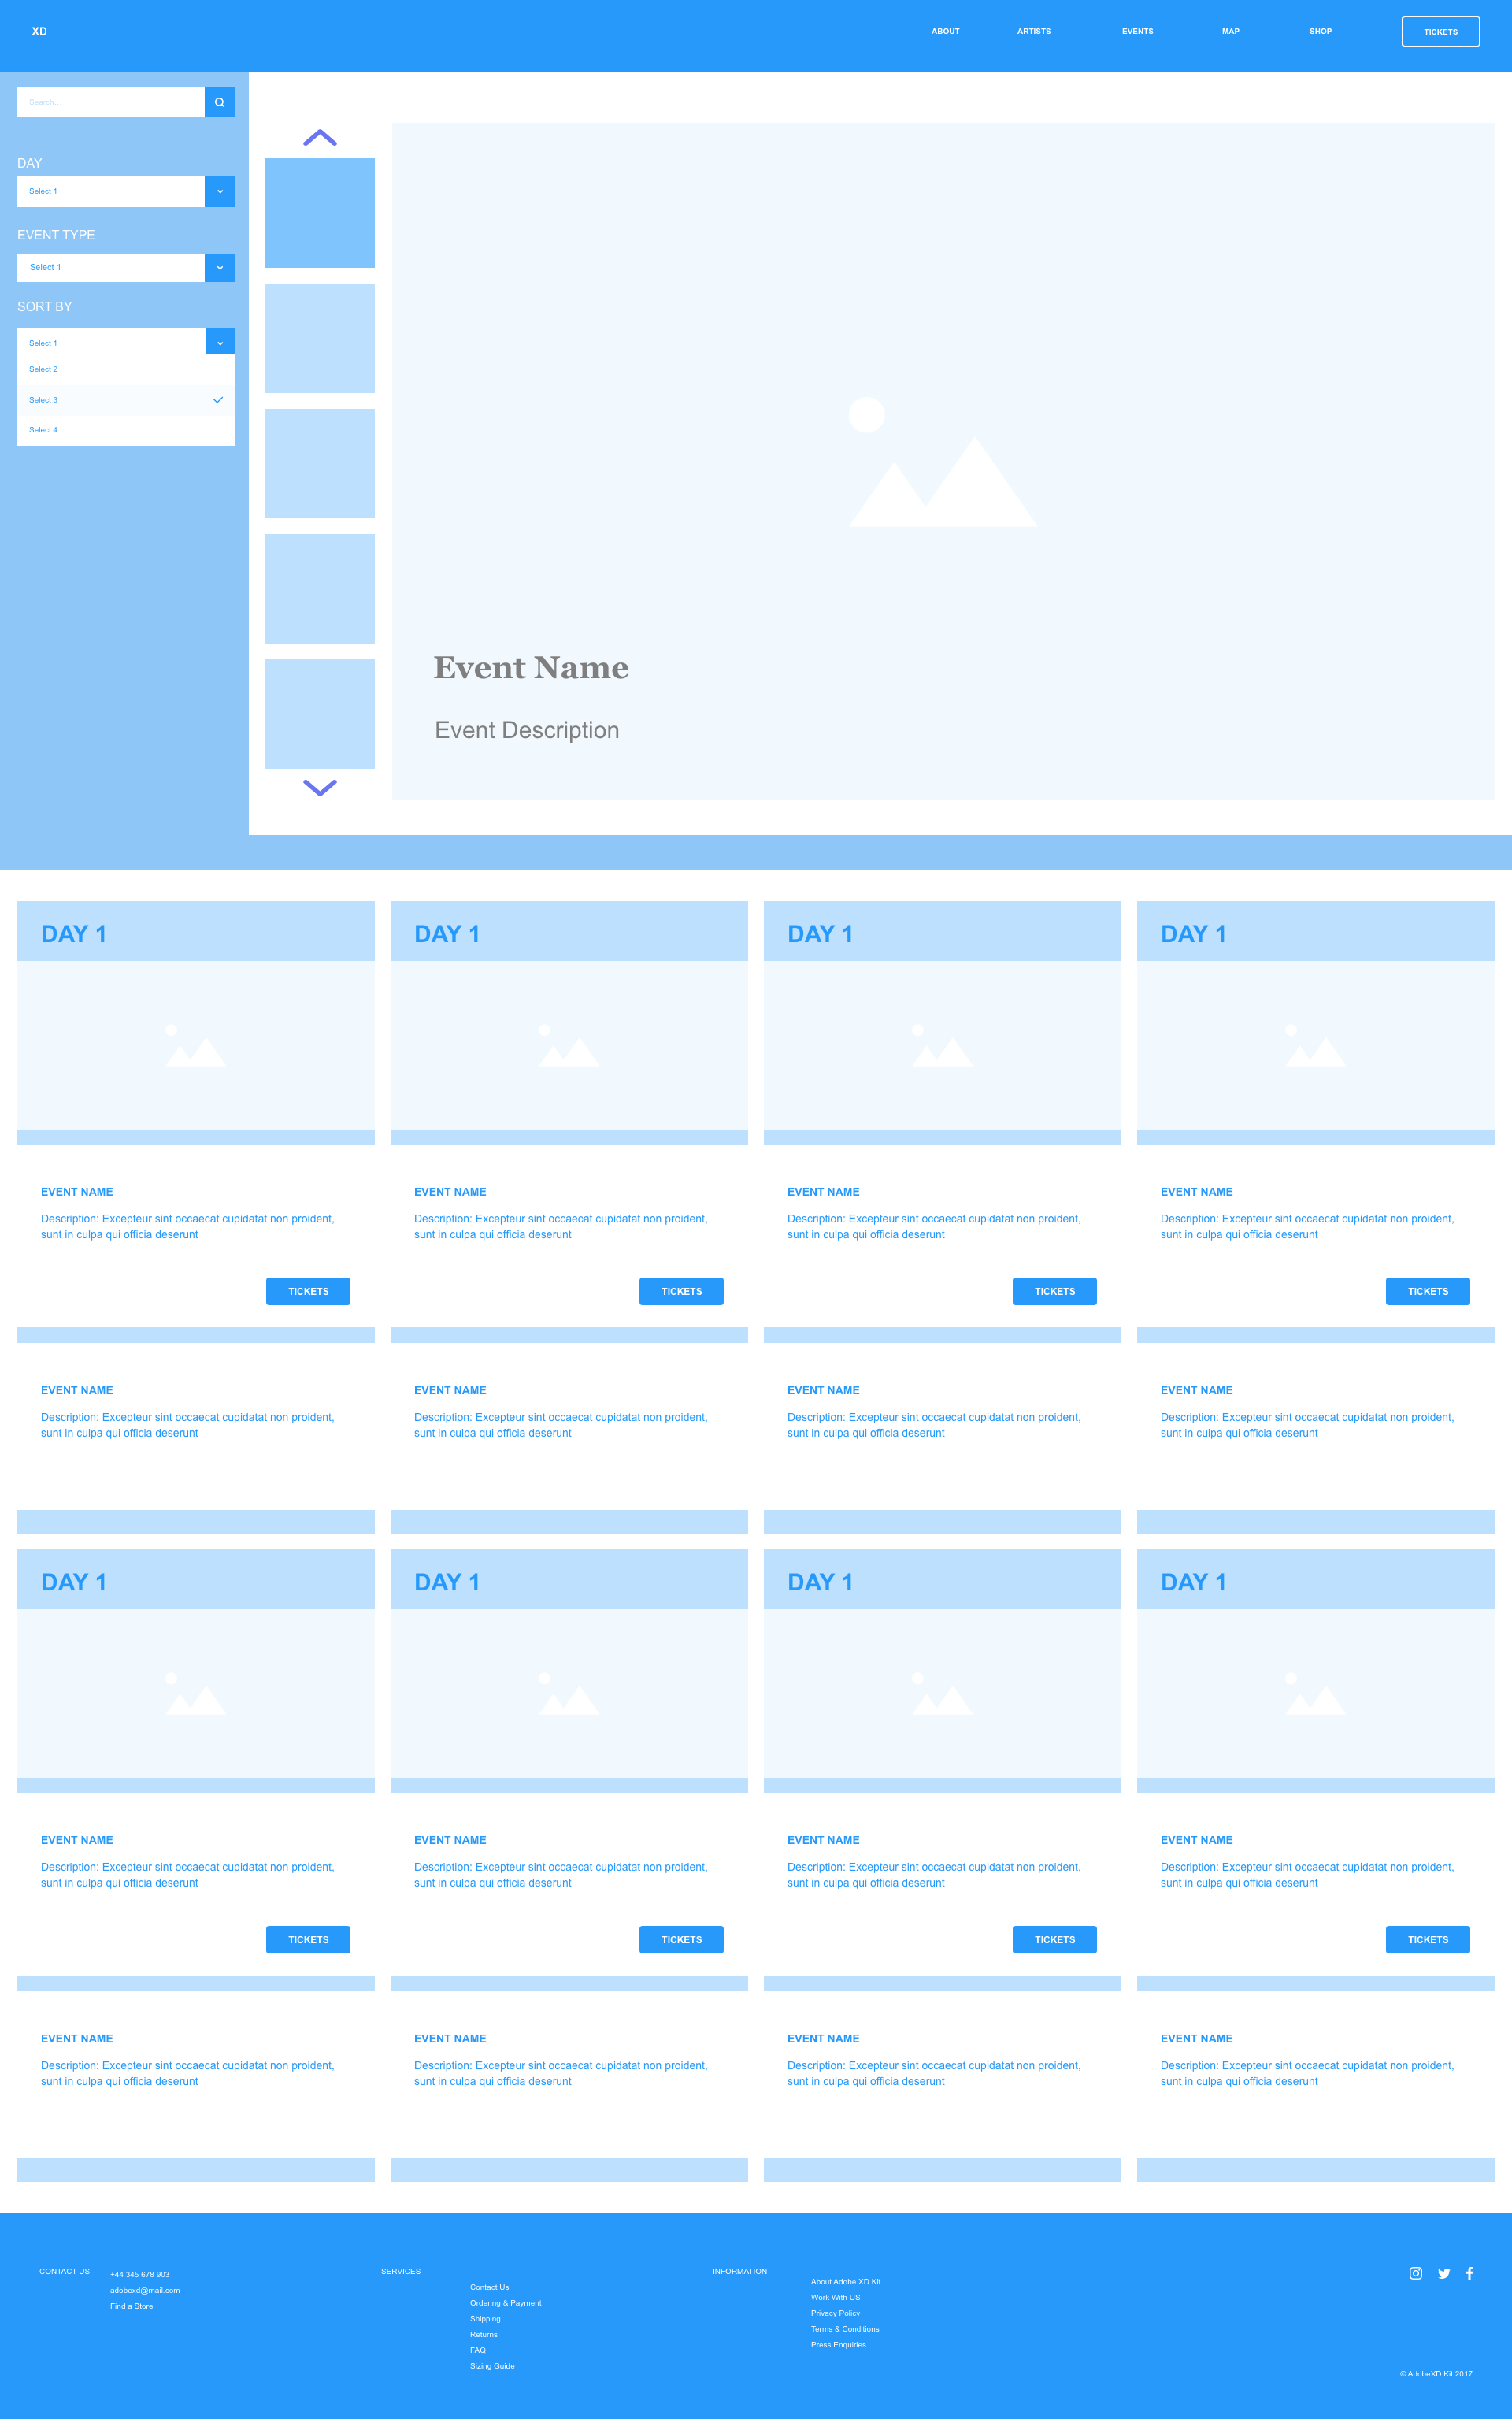 XD
ABOUT
ARTISTS
EVENTS
MAP
SHOP
TICKETS
Search...
DAY
Select 1
EVENT TYPE
Select 1
SORT BY
Select 1
Select 2
Select 3
Select 4
Event Name
Event Description
DAY 1
DAY 1
DAY 1
DAY 1
EVENT NAME
Description: Excepteur sint occaecat cupidatat non proident,
sunt in culpa qui officia deserunt
TICKETS
EVENT NAME
Description: Excepteur sint occaecat cupidatat non proident,
sunt in culpa qui officia deserunt
TICKETS
EVENT NAME
Description: Excepteur sint occaecat cupidatat non proident,
sunt in culpa qui officia deserunt
TICKETS
EVENT NAME
Description: Excepteur sint occaecat cupidatat non proident,
sunt in culpa qui officia deserunt
TICKETS
EVENT NAME
Description: Excepteur sint occaecat cupidatat non proident,
sunt in culpa qui officia deserunt
EVENT NAME
Description: Excepteur sint occaecat cupidatat non proident,
sunt in culpa qui officia deserunt
EVENT NAME
Description: Excepteur sint occaecat cupidatat non proident,
sunt in culpa qui officia deserunt
EVENT NAME
Description: Excepteur sint occaecat cupidatat non proident,
sunt in culpa qui officia deserunt
DAY 1
DAY 1
DAY 1
DAY 1
EVENT NAME
Description: Excepteur sint occaecat cupidatat non proident,
sunt in culpa qui officia deserunt
TICKETS
EVENT NAME
Description: Excepteur sint occaecat cupidatat non proident,
sunt in culpa qui officia deserunt
TICKETS
EVENT NAME
Description: Excepteur sint occaecat cupidatat non proident,
sunt in culpa qui officia deserunt
TICKETS
EVENT NAME
Description: Excepteur sint occaecat cupidatat non proident,
sunt in culpa qui officia deserunt
TICKETS
EVENT NAME
Description: Excepteur sint occaecat cupidatat non proident,
sunt in culpa qui officia deserunt
EVENT NAME
Description: Excepteur sint occaecat cupidatat non proident,
sunt in culpa qui officia deserunt
EVENT NAME
Description: Excepteur sint occaecat cupidatat non proident,
sunt in culpa qui officia deserunt
EVENT NAME
Description: Excepteur sint occaecat cupidatat non proident,
sunt in culpa qui officia deserunt
CONTACT US
+44 345 678 903
adobexd@mail.com
Find a Store
SERVICES
Contact Us
Ordering & Payment
Shipping
Returns
FAQ
Sizing Guide
INFORMATION
About Adobe XD Kit
Work With US
Privacy Policy
Terms & Conditions
Press Enquiries
© AdobeXD Kit 2017